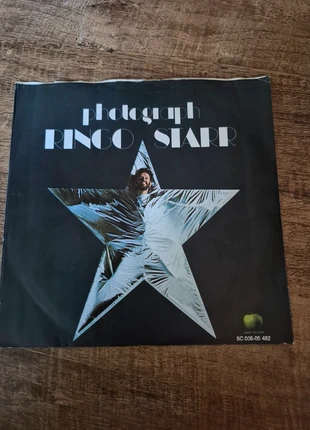 photograph
RINGO STARR
5C 006-05 482